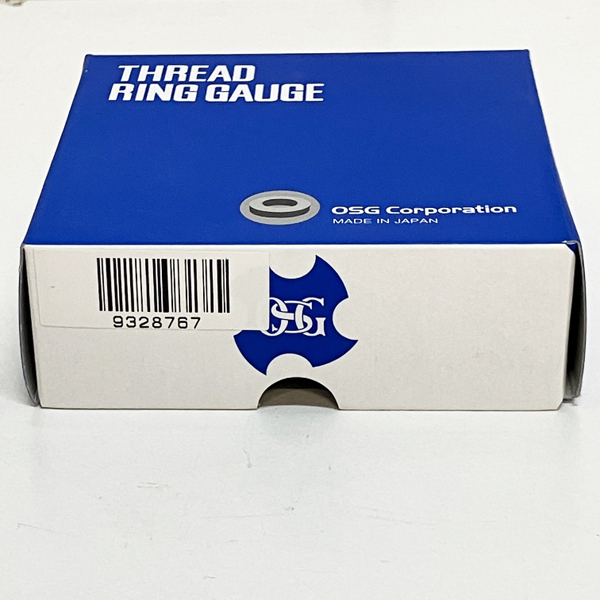 THREAD
RING GAUGE
OSG Corporation
MADE IN JAPAN
9328767
OSG